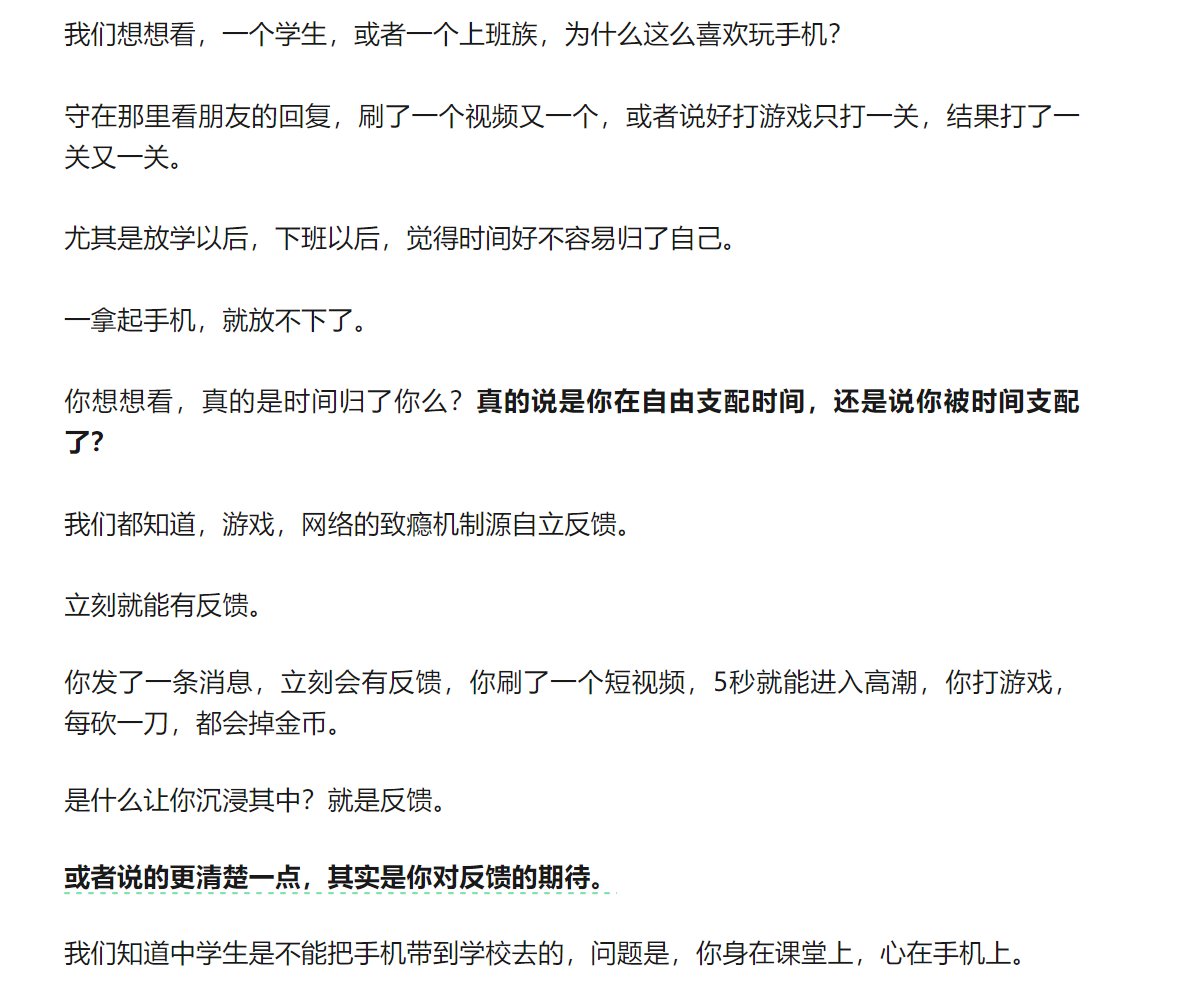 我们想想看，一个学生，或者一个上班族，为什么这么喜欢玩手机？
守在那里看朋友的回复，刷了一个视频又一个，或者说好打游戏只打一关，结果打了一
关又一关。
尤其是放学以后，下班以后，觉得时间好不容易归了自己。
一拿起手机，就放不下了。
你想想看，真的是时间归了你么？真的说是你在自由支配时间，还是说你被时间支配
了？
我们都知道，游戏，网络的致瘾机制源自立反馈。
立刻就能有反馈。
你发了一条消息，立刻会有反馈，你刷了一个短视频，5秒就能进入高潮，你打游戏，
每砍一刀，都会掉金币。
是什么让你沉浸其中？就是反馈。
或者说的更清楚一点，其实是你对反馈的期待。
我们知道中学生是不能把手机带到学校去的，问题是，你身在课堂上，心在手机上。